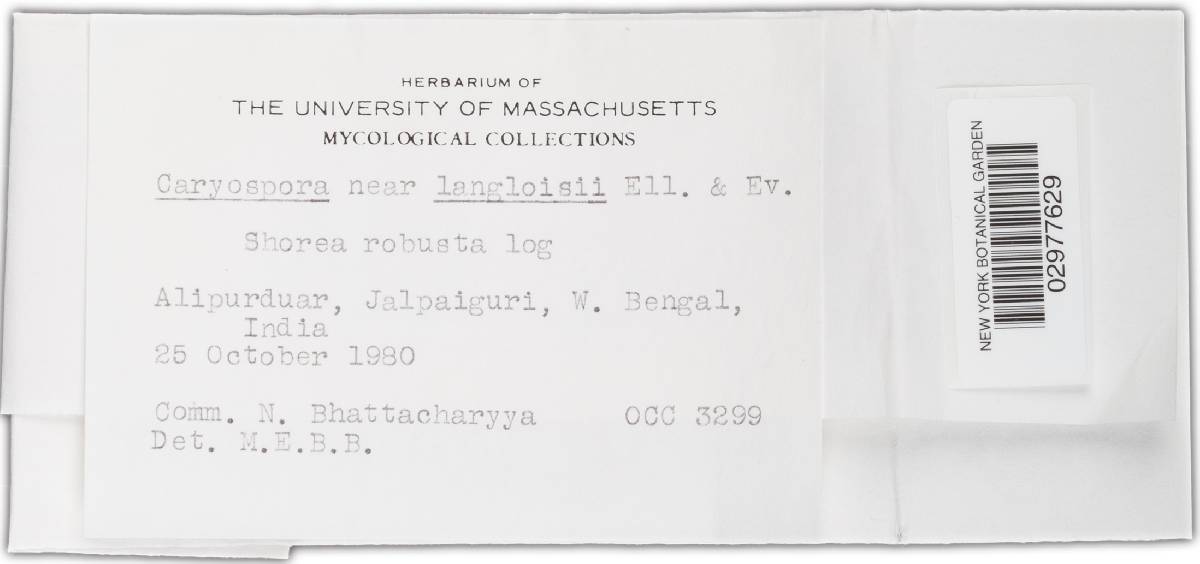 HERBARIUM OF
THE UNIVERSITY OF MASSACHUSETTS
MYCOLOGICAL COLLECTIONS
Caryospora near langloisii Ell. & Ev.
Shorea robusta log
Alipurduar, Jalpaiguri, W. Bengal,
India
25 October 1980
Comm. N. Bhattacharyya OCC 3299
Det. M.E.B.B.
NEW YORK BOTANICAL GARDEN
02977629